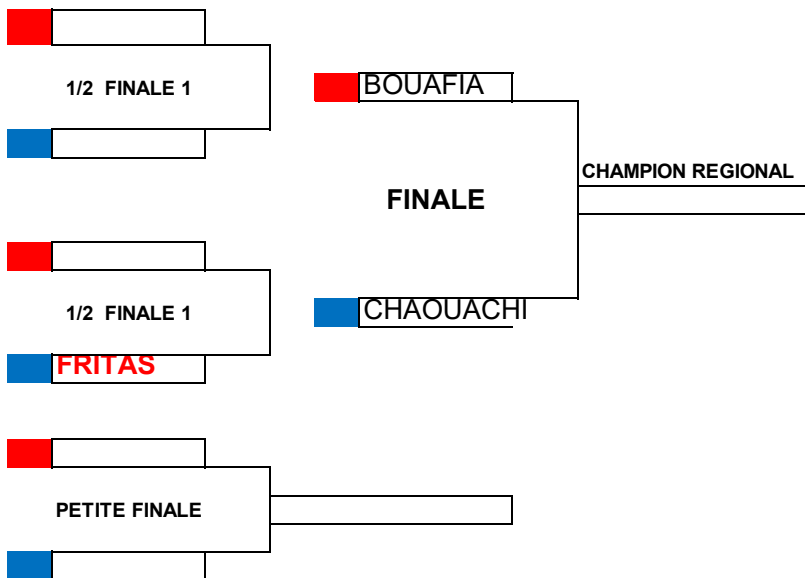 1/2 FINALE 1
BOUAFIA
CHAMPION REGIONAL
FINALE
1/2 FINALE 1
CHAOUACHI
FRITAS
PETITE FINALE